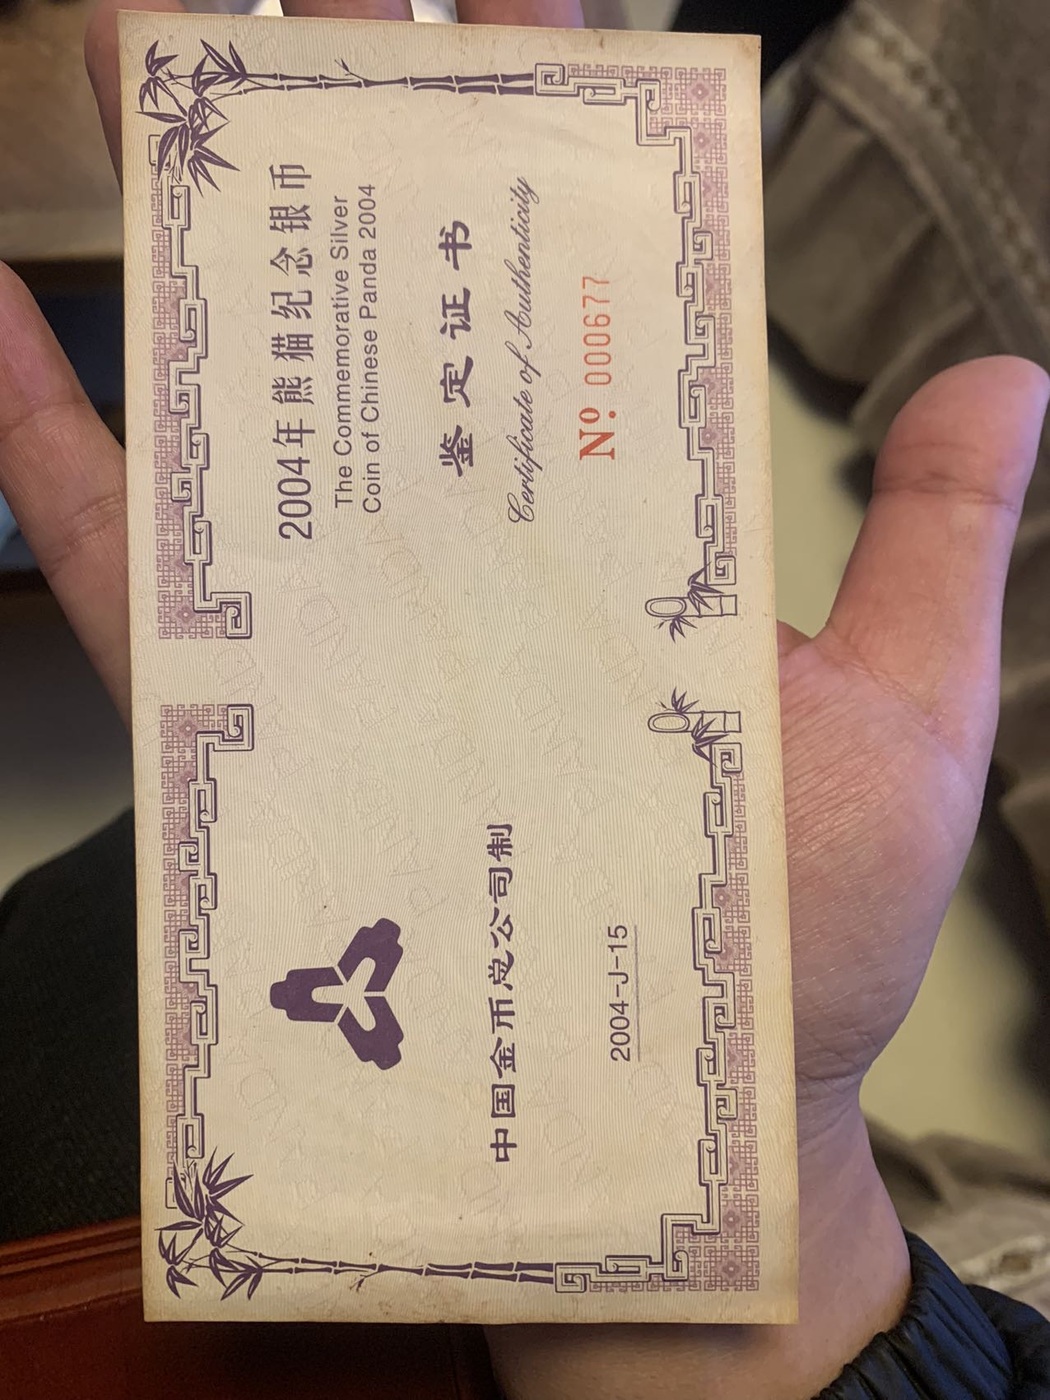 2004年熊猫纪念银币
The Commemorative Silver
Coin of Chinese Panda 2004
鉴定证书
Certificate of Authenticity
Nº. 000677
中国金币总公司制
2004-J-15